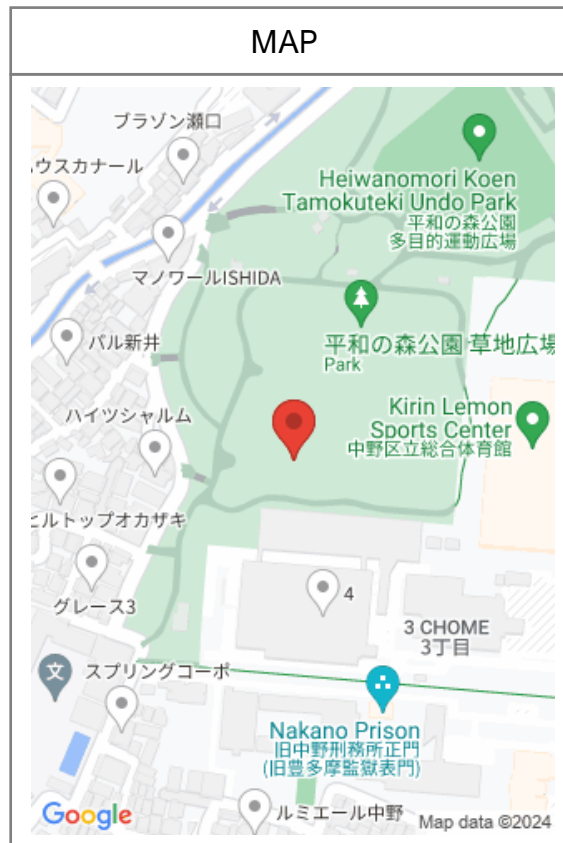 MAP
ブラゾン瀬口
ハウスカナール
Heiwanomori Koen
Tamokuteki Undo Park
平和の森公園
多目的運動広場
マノワールISHIDA
平和の森公園 草地広場
Park
パル新井
Kirin Lemon
Sports Center
中野区立総合体育館
ハイツシャルム
ヒルトップオカザキ
4
グレース3
3 CHOME
3丁目
文
スプリングコーポ
Nakano Prison
旧中野刑務所正門
(旧豊多摩監獄表門)
ルミエール中野
Google
Map data ©2024